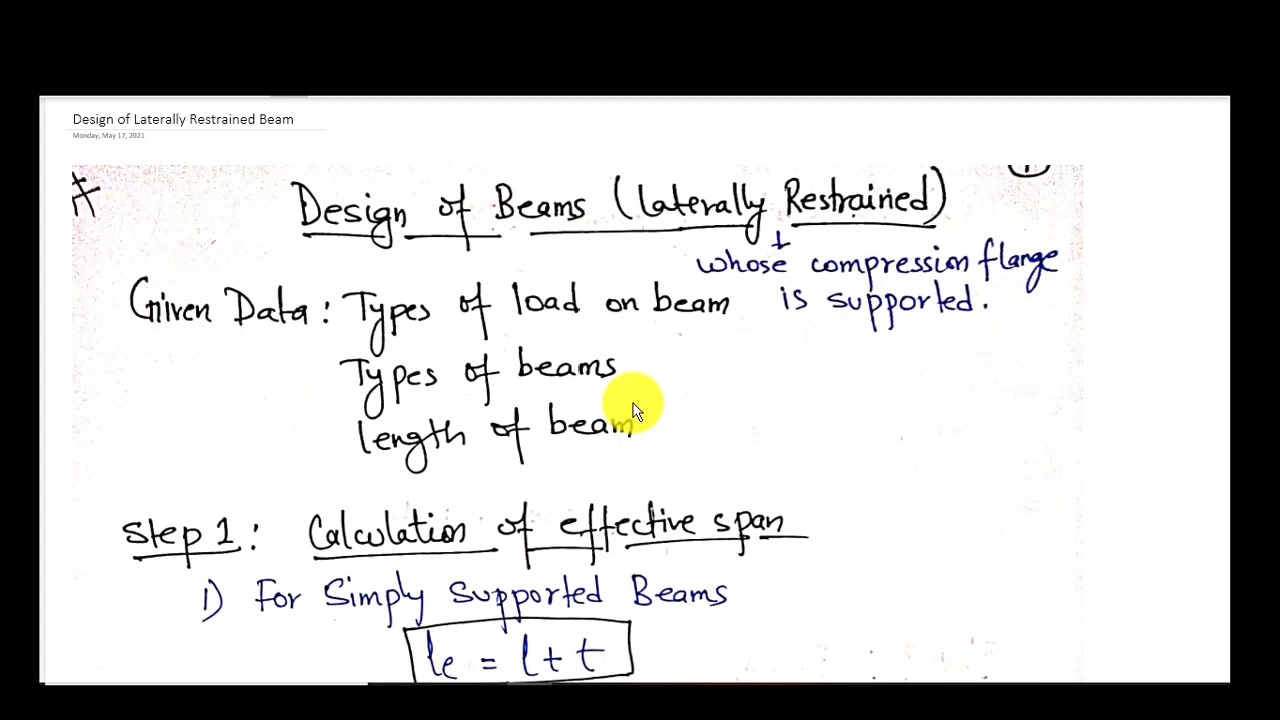 Design of Laterally Restrained Beam
Monday, May 17, 2021
Design of Beams (Laterally Restrained)
whose compression flange
is supported.
Given Data: Types of load on beam
Types of beams
length of beam
Step 1: Calculation of effective span
1) For Simply Supported Beams
le = l + t